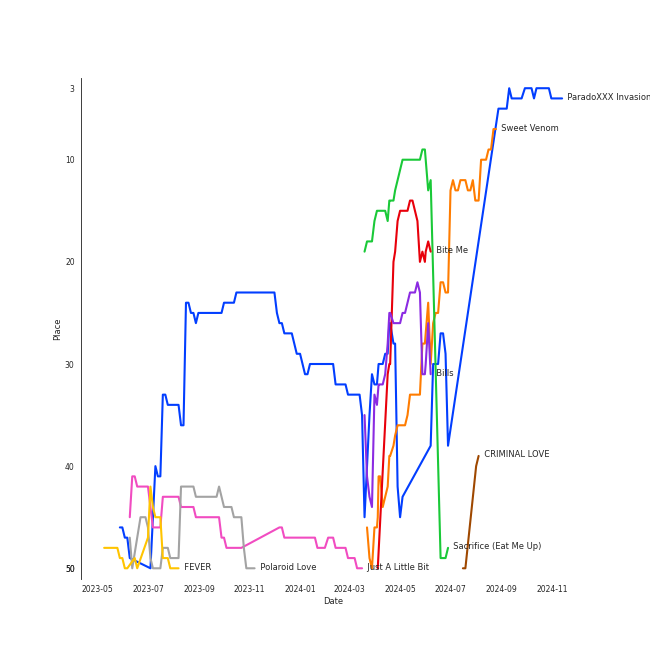 3
ParadoXXX Invasion
Sweet Venom
10
Bite Me
20
Place
30
Bills
40
CRIMINAL LOVE
Sacrifice (Eat Me Up)
50
FEVER
Polaroid Love
Just A Little Bit
2023-05
2023-07
2023-09
2023-11
2024-01
2024-03
2024-05
2024-07
2024-09
2024-11
Date